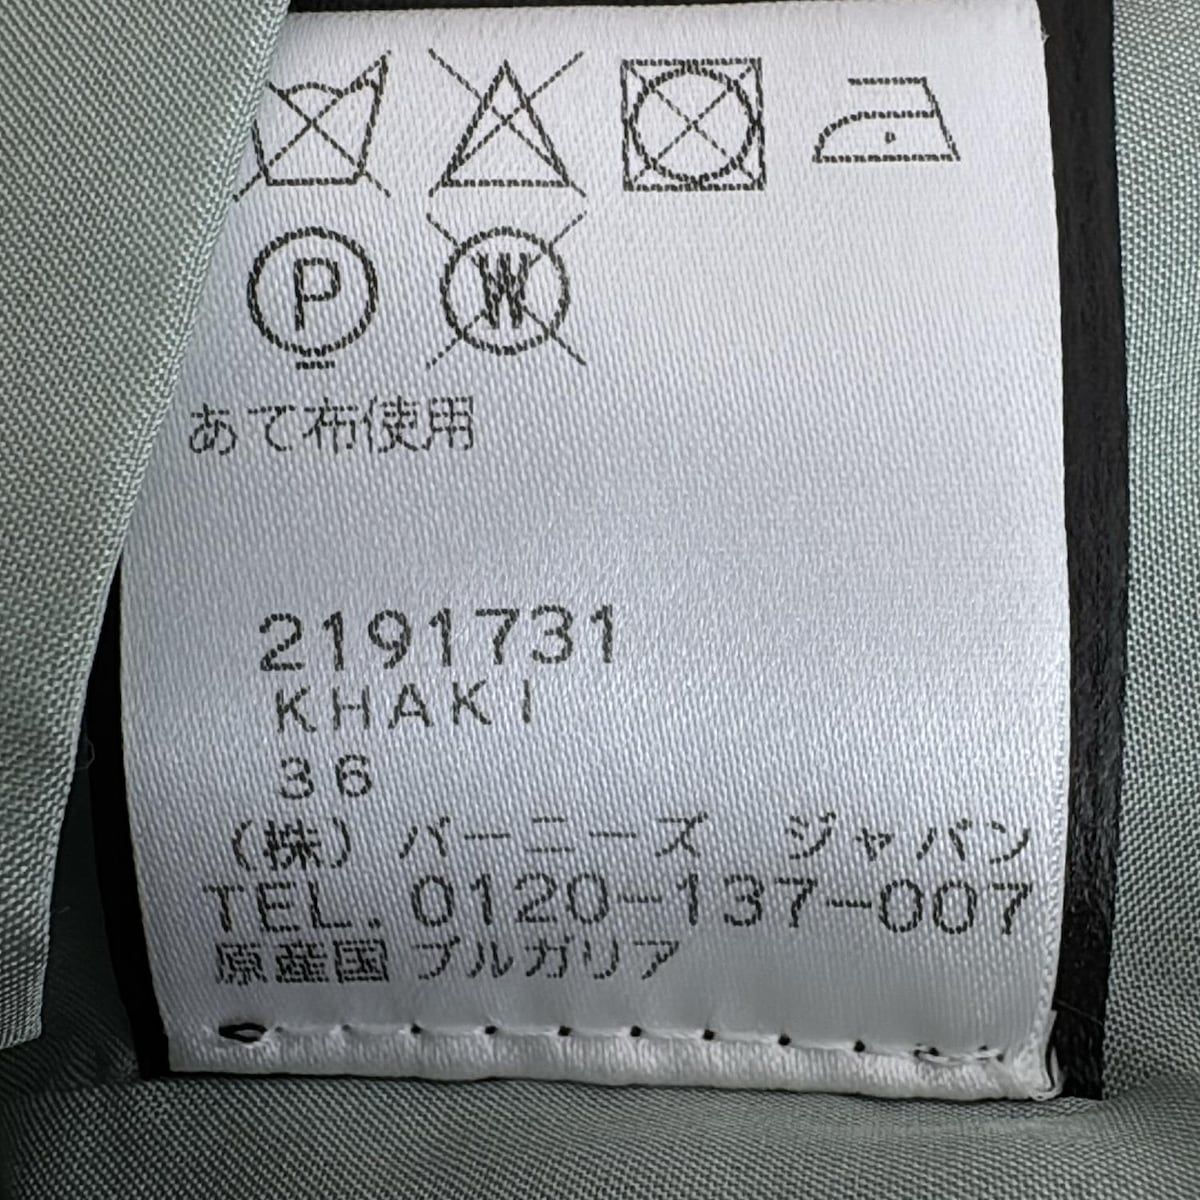 P W
あて布使用
2191731
KHAKI
36
(株) バーニーズ ジャパン
TEL. 0120-137-007
原産国 ブルガリア